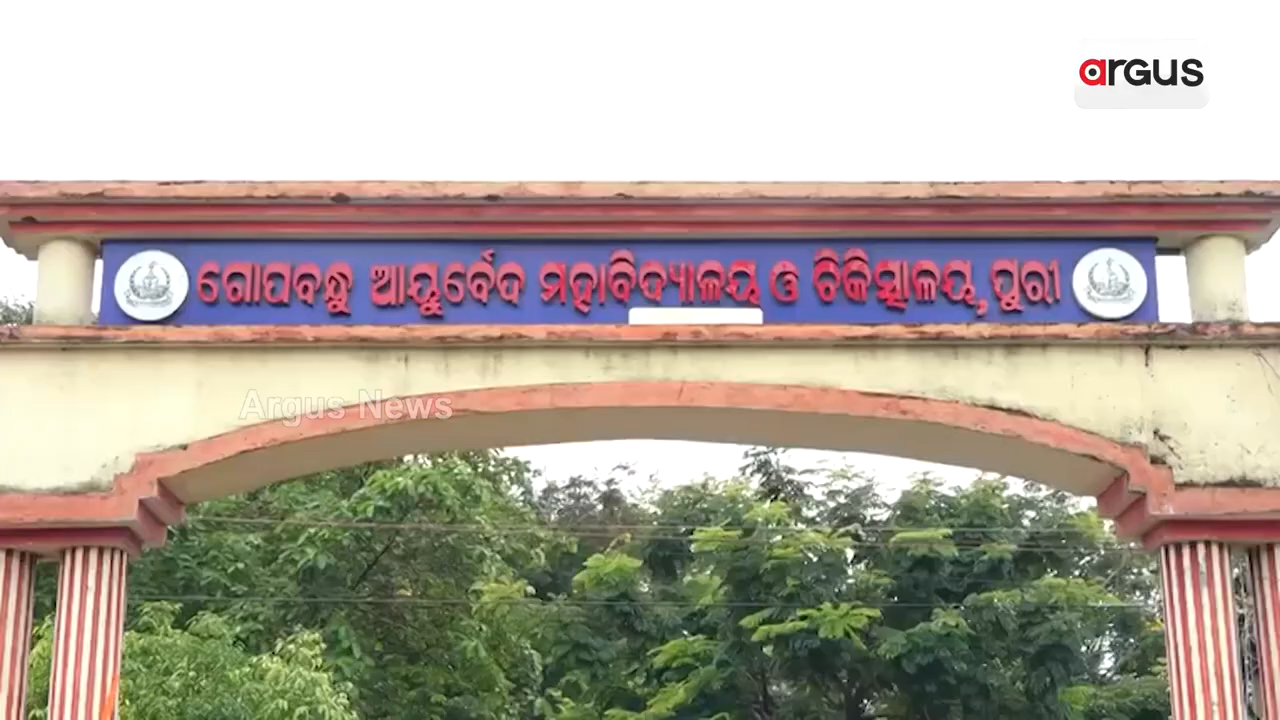 argus
ଗୋପବନ୍ଧୁ ଆୟୁର୍ବେଦ ମହାବିଦ୍ୟାଳୟ ଓ ଚିକିତ୍ସାଳୟ, ପୁରୀ
Argus News